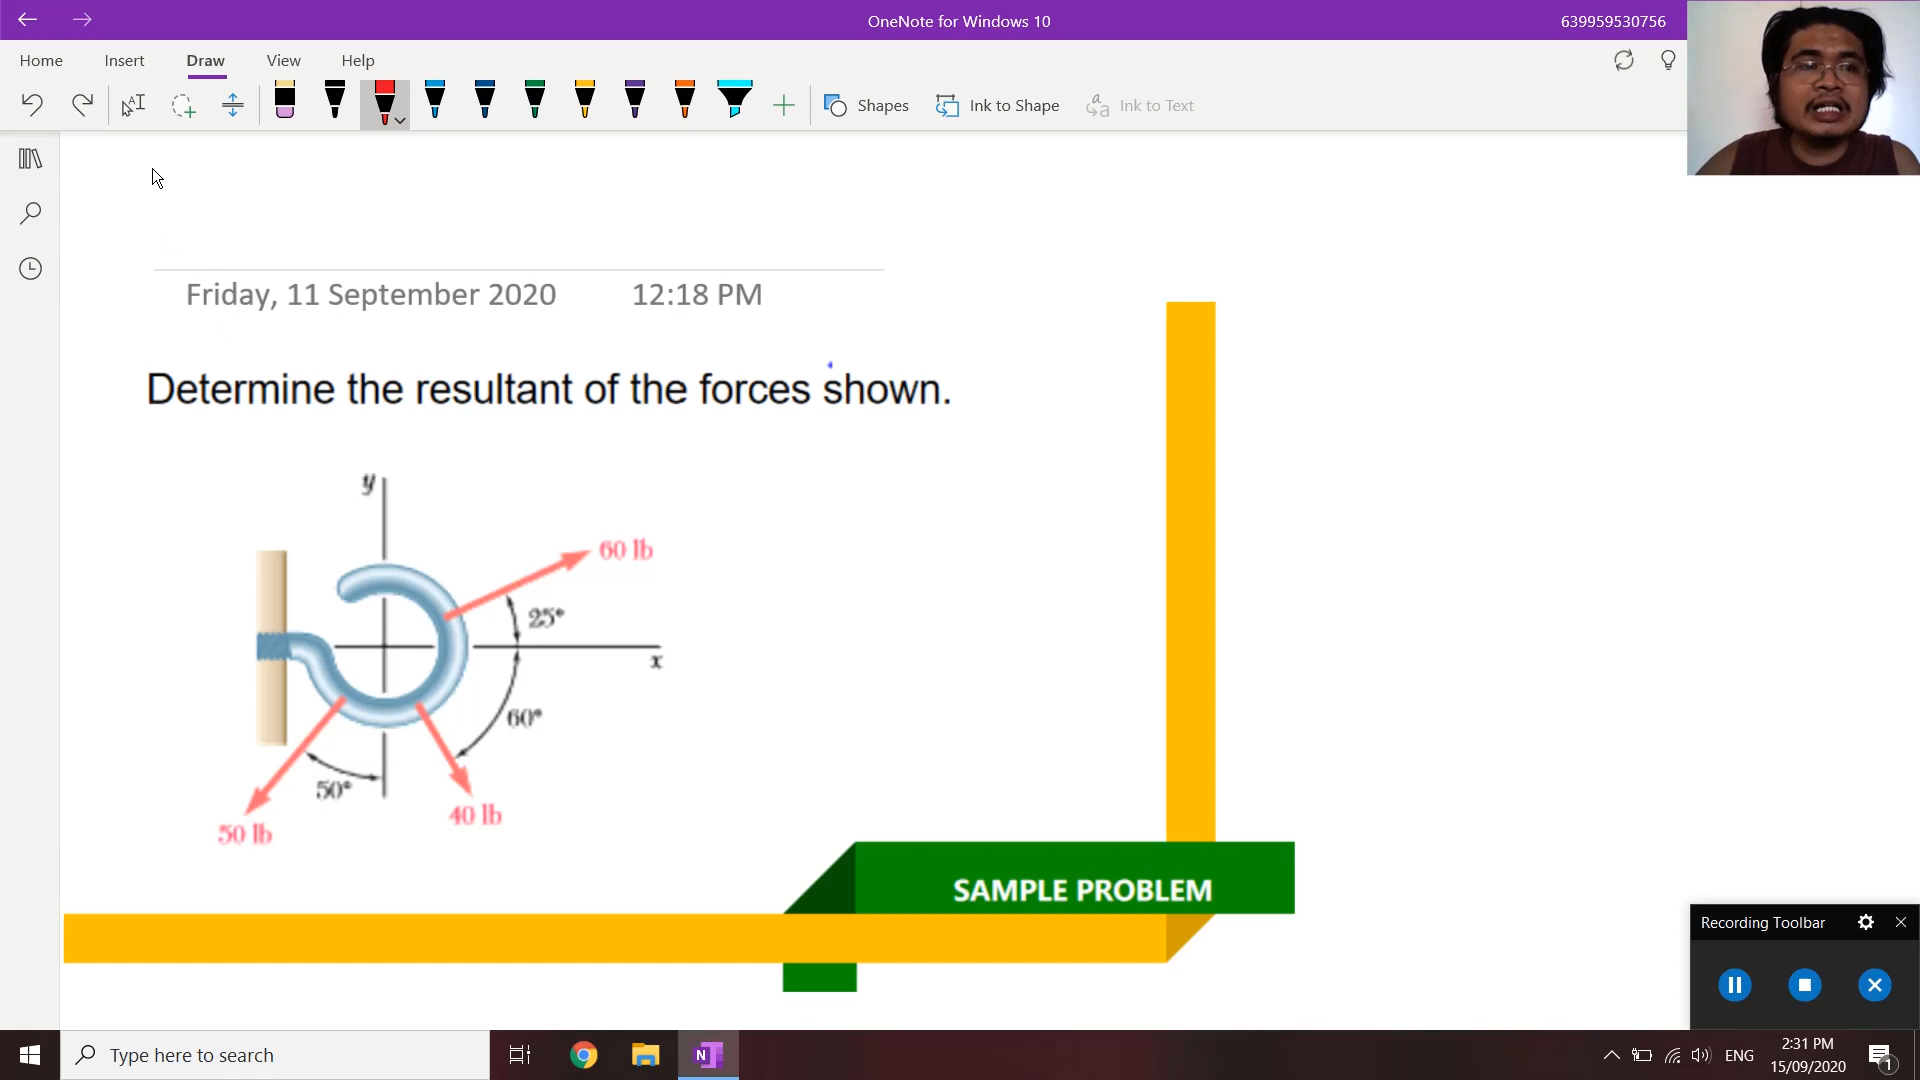 OneNote for Windows 10
639959530756
Home Insert Draw View Help
Shapes Ink to Shape Ink to Text
Friday, 11 September 2020 12:18 PM
Determine the resultant of the forces shown.
y
60 lb
25°
x
60°
50°
40 lb
50 lb
SAMPLE PROBLEM
Recording Toolbar
Type here to search
N
ENG
2:31 PM
15/09/2020
1